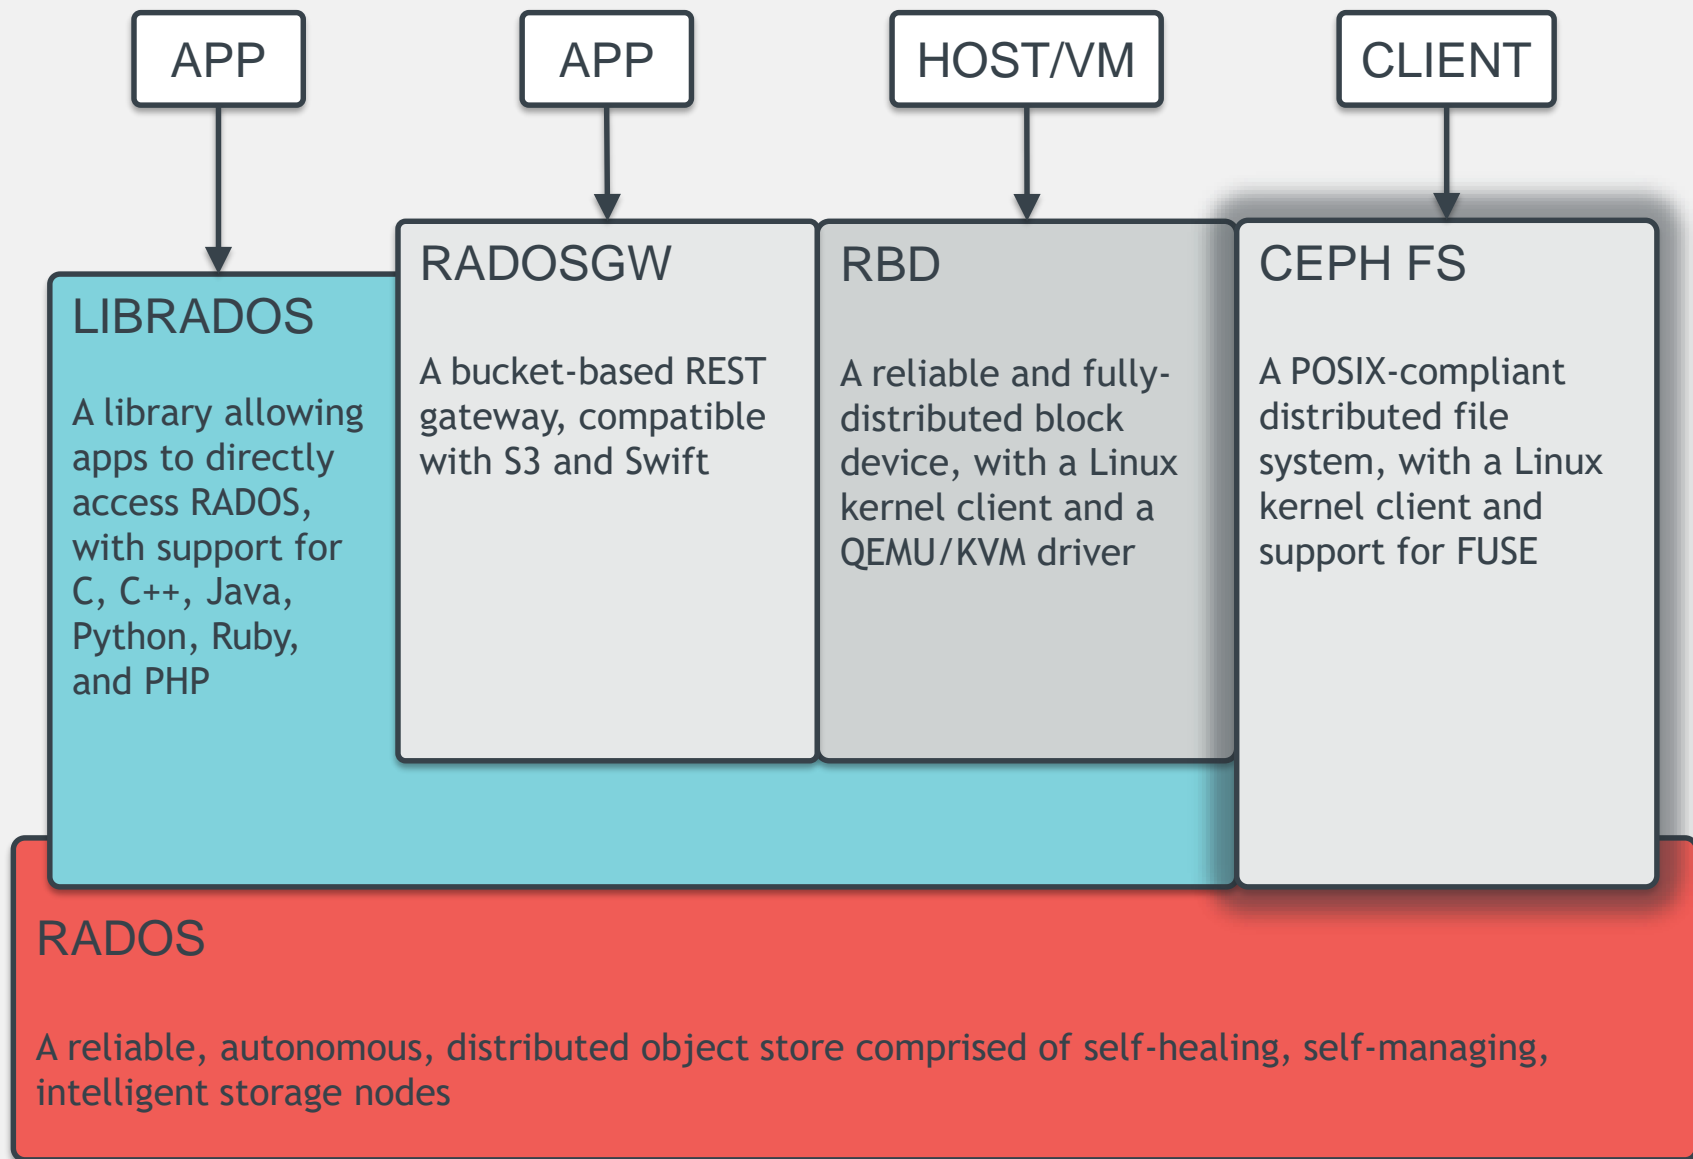 APP
APP
HOST/VM
CLIENT
LIBRADOS
A library allowing
apps to directly
access RADOS,
with support for
C, C++, Java,
Python, Ruby,
and PHP
RADOSGW
A bucket-based REST
gateway, compatible
with S3 and Swift
RBD
A reliable and fully-
distributed block
device, with a Linux
kernel client and a
QEMU/KVM driver
CEPH FS
A POSIX-compliant
distributed file
system, with a Linux
kernel client and
support for FUSE
RADOS
A reliable, autonomous, distributed object store comprised of self-healing, self-managing,
intelligent storage nodes